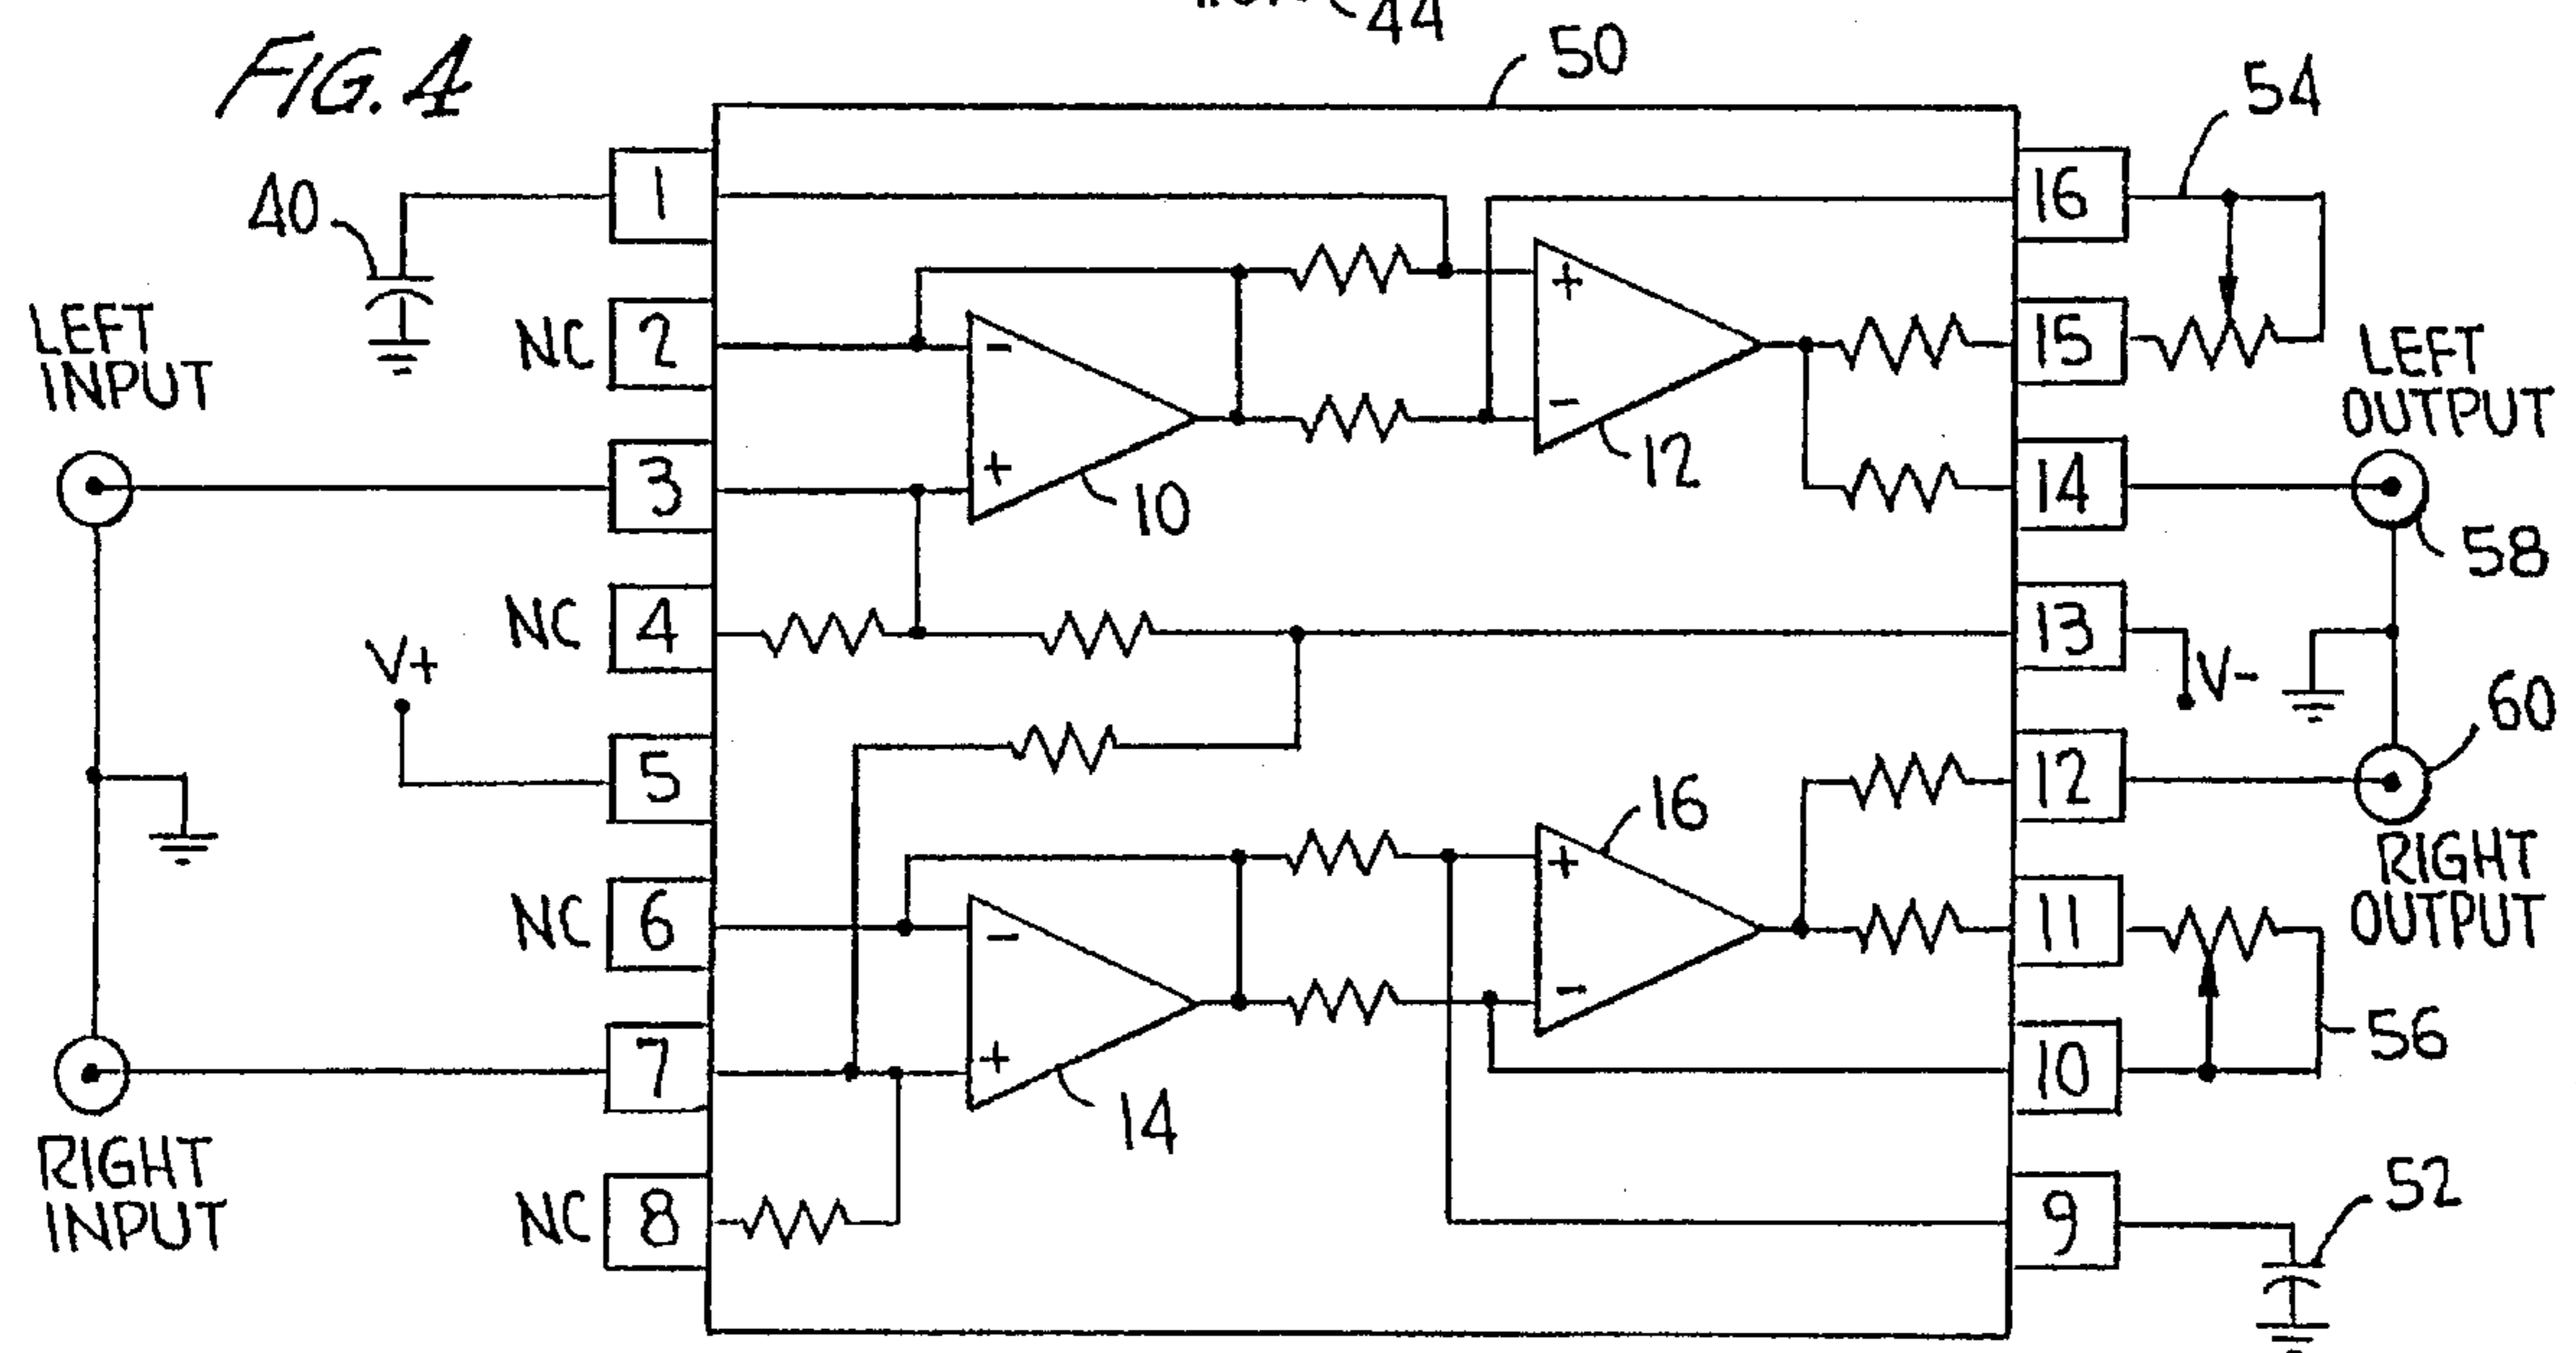 44
FIG. 4
50
54
40
1
16
LEFT
INPUT
NC
2
15
LEFT
OUTPUT
3
10
12
14
58
NC
4
13
V+
V-
5
16
12
60
RIGHT
OUTPUT
NC
6
11
7
14
10
56
RIGHT
INPUT
NC
8
9
52
-
+
+
-
-
+
+
-